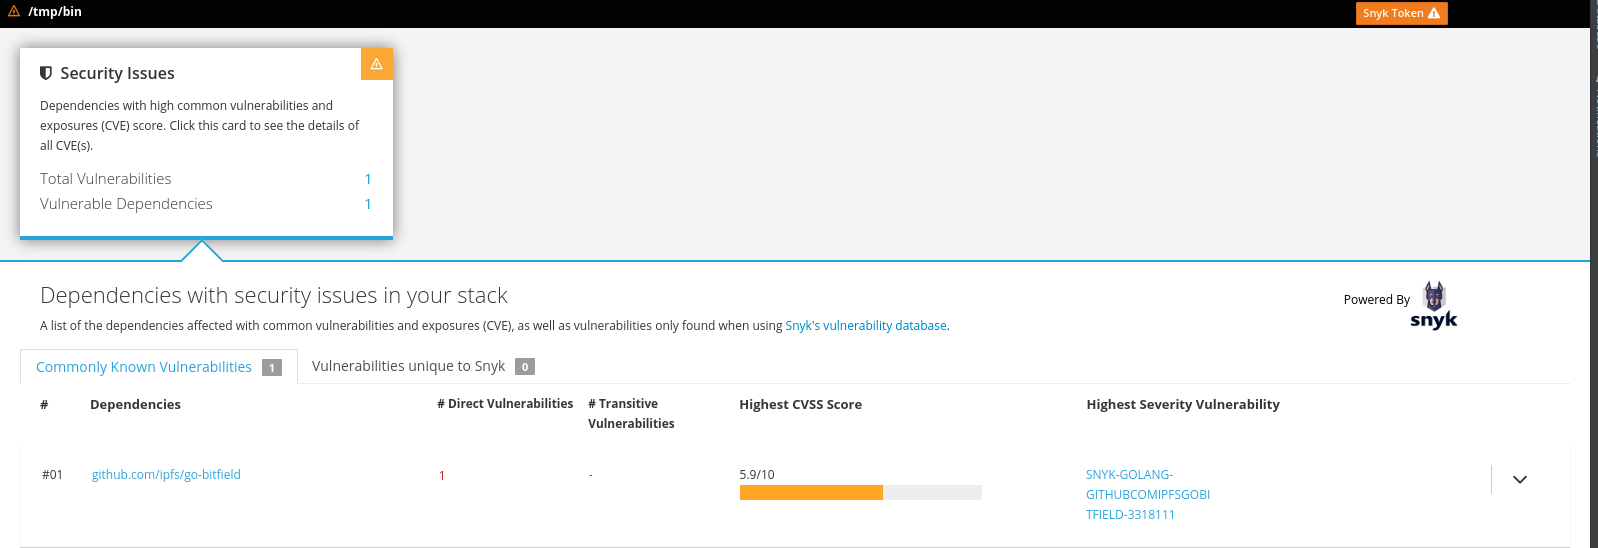 /tmp/bin
Snyk Token
Security Issues
Dependencies with high common vulnerabilities and
exposures (CVE) score. Click this card to see the details of
all CVE(s).
Total Vulnerabilities 1
Vulnerable Dependencies 1
Dependencies with security issues in your stack
Powered By
snyk
A list of the dependencies affected with common vulnerabilities and exposures (CVE), as well as vulnerabilities only found when using Snyk's vulnerability database.
Commonly Known Vulnerabilities 1
Vulnerabilities unique to Snyk 0
# Dependencies # Direct Vulnerabilities # Transitive Highest CVSS Score Highest Severity Vulnerability
Vulnerabilities
#01 github.com/ipfs/go-bitfield 1 - 5.9/10 SNYK-GOLANG-
GITHUBCOMIPFSGOBI
TFIELD-3318111